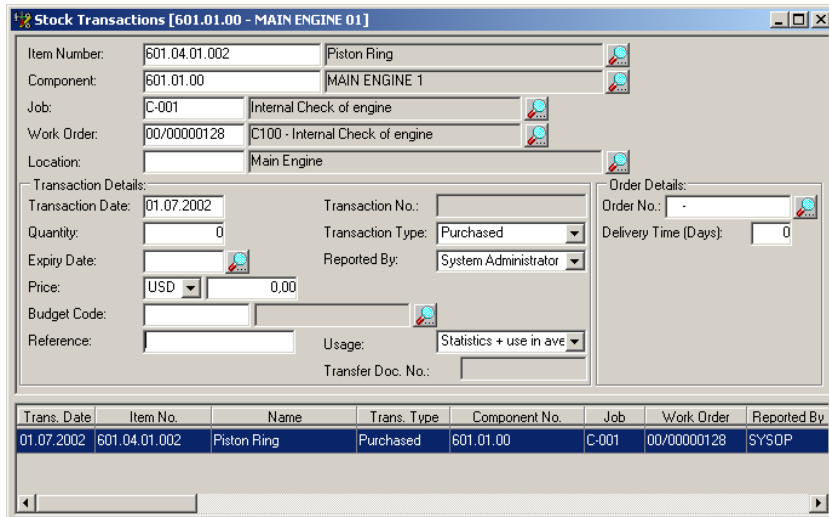 Stock Transactions [601.01.00 - MAIN ENGINE 01]
Item Number: 601.04.01.002 Piston Ring
Component: 601.01.00 MAIN ENGINE 1
Job: C-001 Internal Check of engine
Work Order: 00/00000128 C100 - Internal Check of engine
Location: Main Engine
Transaction Details: Order Details:
Transaction Date: 01.07.2002 Transaction No.: Order No.: -
Quantity: 0 Transaction Type: Purchased Delivery Time (Days): 0
Expiry Date: Reported By: System Administrator
Price: USD 0,00
Budget Code:
Reference: Usage: Statistics + use in ave
Transfer Doc. No.:
Trans. Date Item No. Name Trans. Type Component No. Job Work Order Reported By
01.07.2002 601.04.01.002 Piston Ring Purchased 601.01.00 C-001 00/00000128 SYSOP